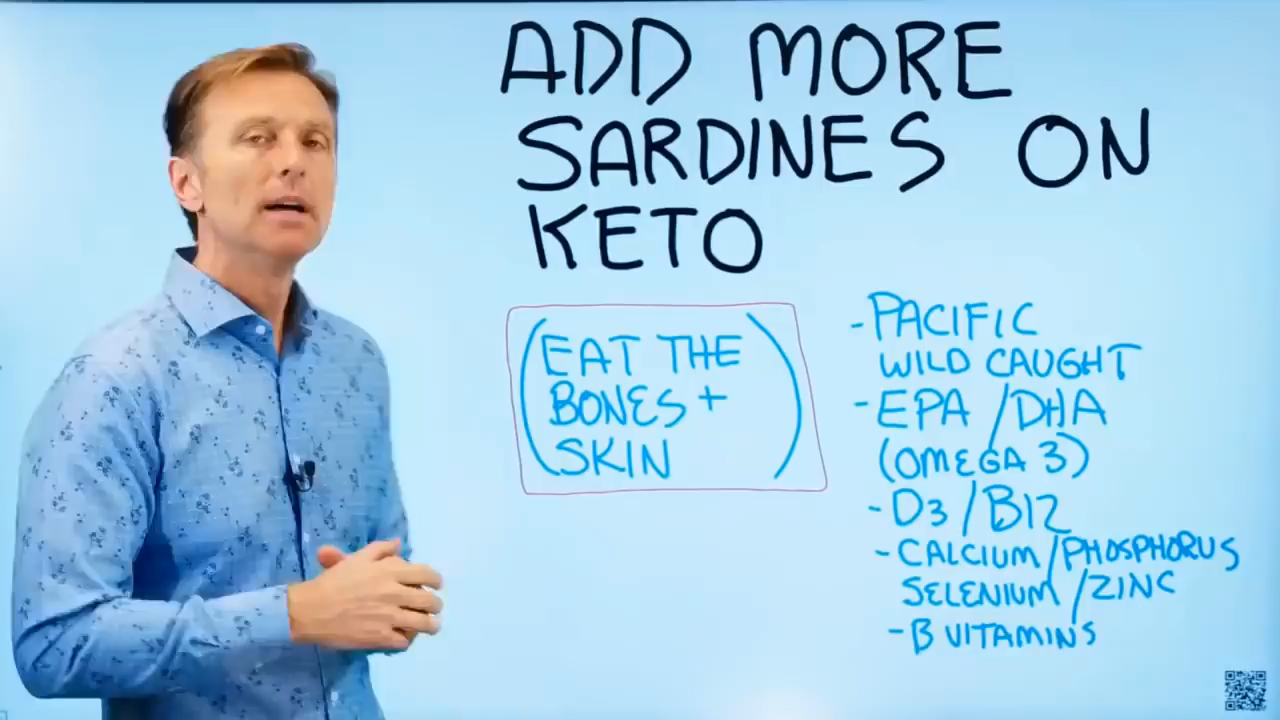 ADD MORE
SARDINES ON
KETO
(EAT THE
BONES +
SKIN)
- PACIFIC
WILD CAUGHT
- EPA / DHA
(OMEGA 3)
- D3 / B12
- CALCIUM / PHOSPHORUS
SELENIUM / ZINC
- B VITAMINS